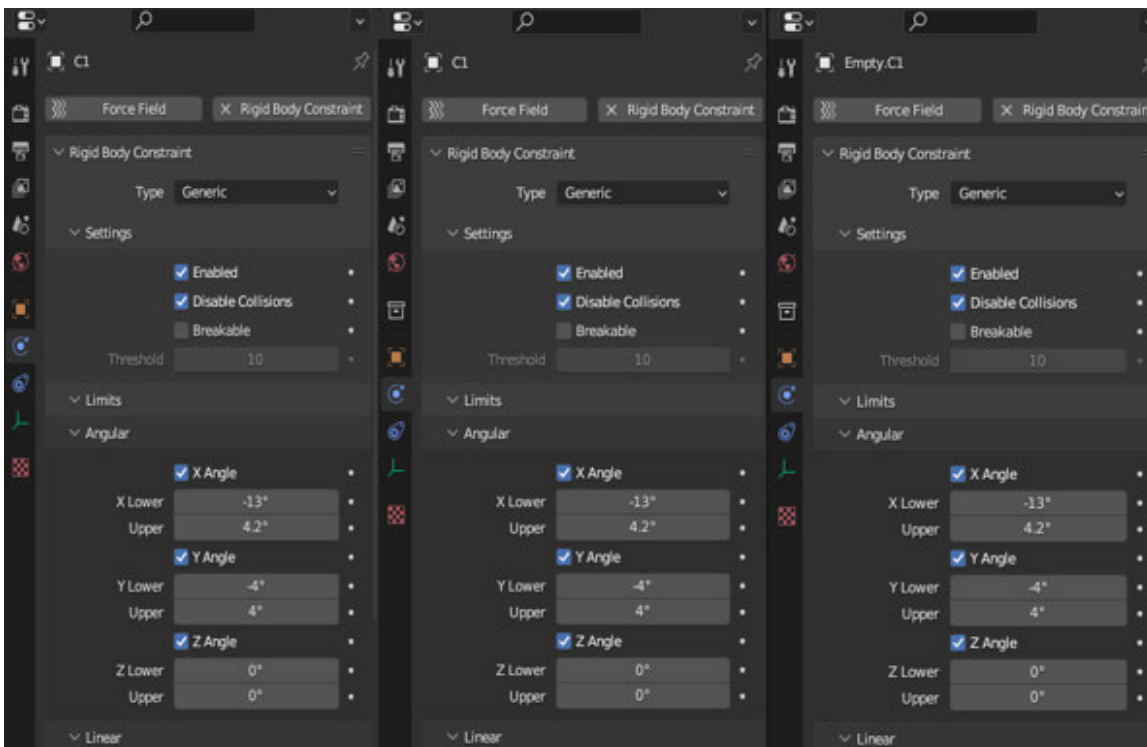 C1
Force Field
Rigid Body Constraint
Rigid Body Constraint
Type Generic
Settings
Enabled
Disable Collisions
Breakable
Threshold 10
Limits
Angular
X Angle
X Lower -13°
Upper 4.2°
Y Angle
Y Lower -4°
Upper 4°
Z Angle
Z Lower 0°
Upper 0°
Linear
C1
Force Field
Rigid Body Constraint
Rigid Body Constraint
Type Generic
Settings
Enabled
Disable Collisions
Breakable
Threshold 10
Limits
Angular
X Angle
X Lower -13°
Upper 4.2°
Y Angle
Y Lower -4°
Upper 4°
Z Angle
Z Lower 0°
Upper 0°
Linear
Empty.C1
Force Field
Rigid Body Constrain
Rigid Body Constraint
Type Generic
Settings
Enabled
Disable Collisions
Breakable
Threshold 10
Limits
Angular
X Angle
X Lower -13°
Upper 4.2°
Y Angle
Y Lower -4°
Upper 4°
Z Angle
Z Lower 0°
Upper 0°
Linear